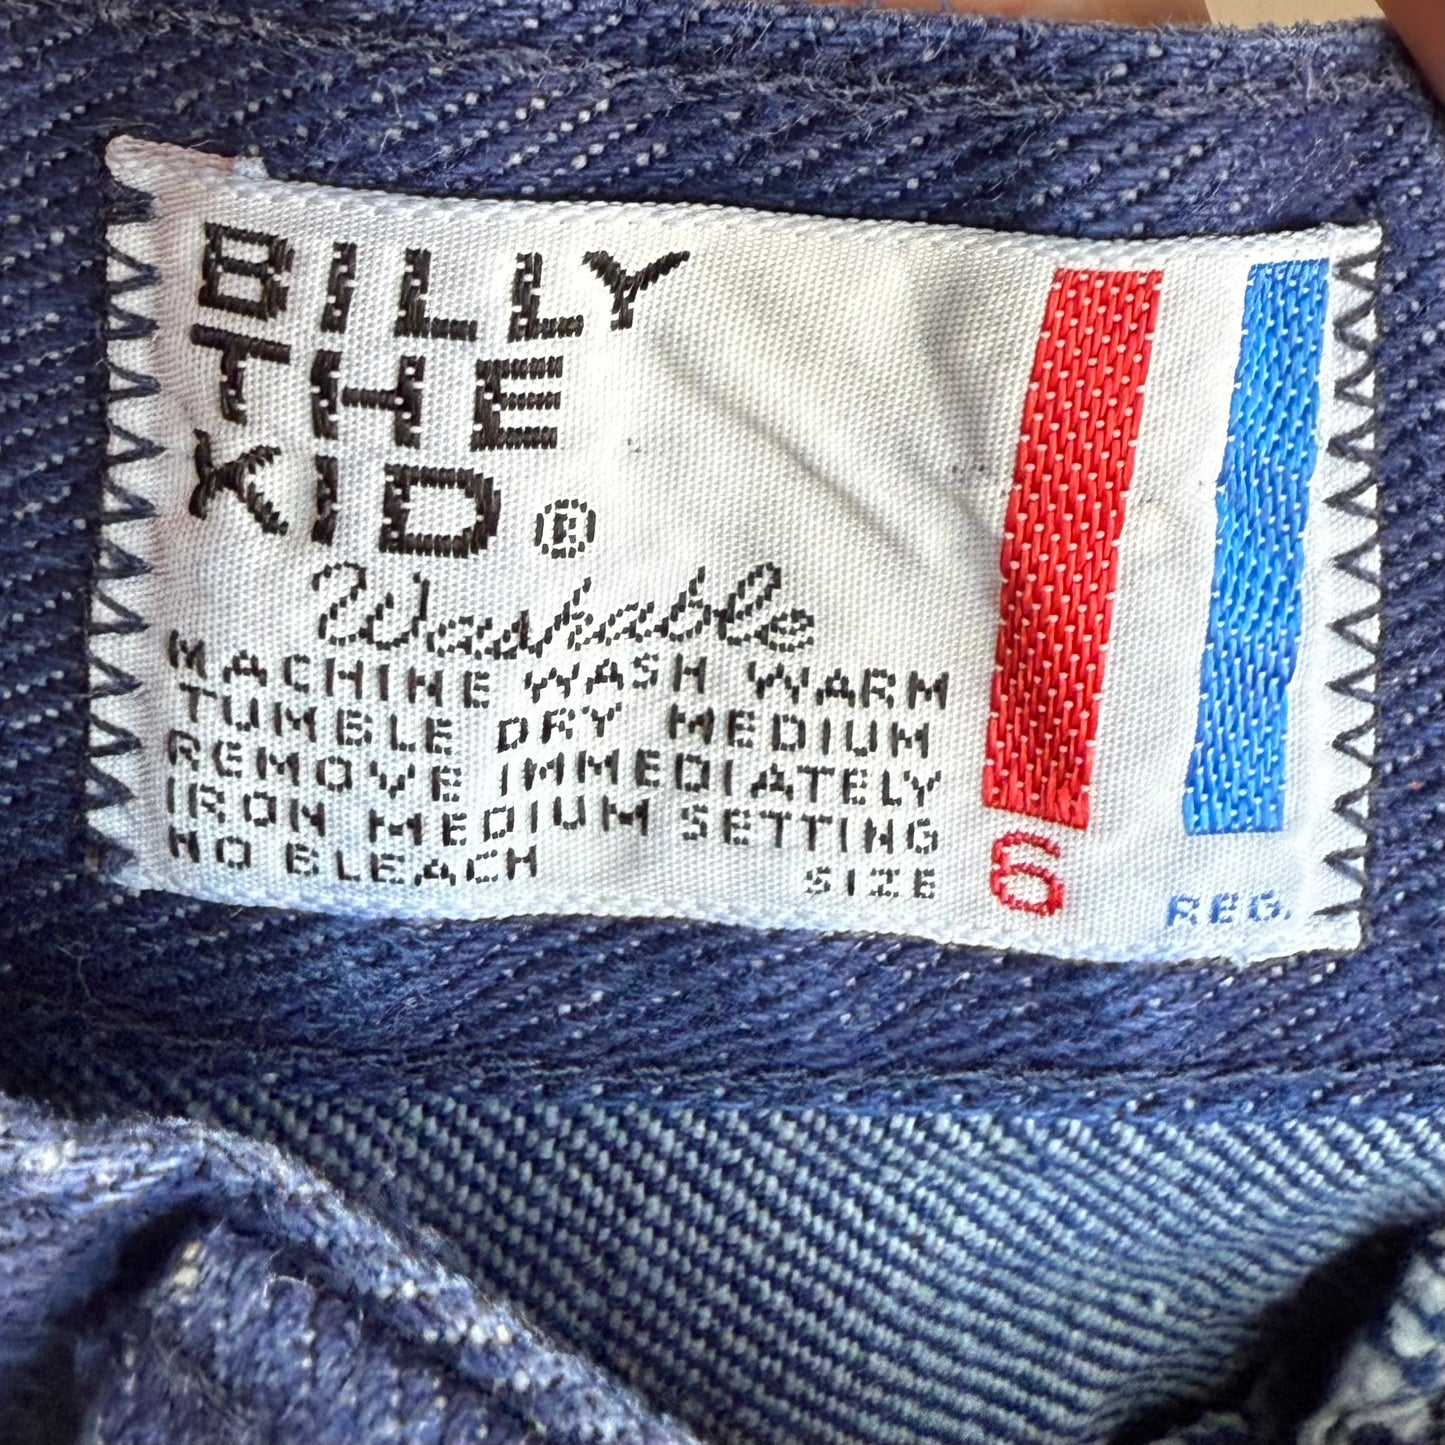 BILLY
THE
KID ®
Washable
MACHINE WASH WARM
TUMBLE DRY MEDIUM
REMOVE IMMEDIATELY
IRON MEDIUM SETTING
NO BLEACH SIZE 6 REG.